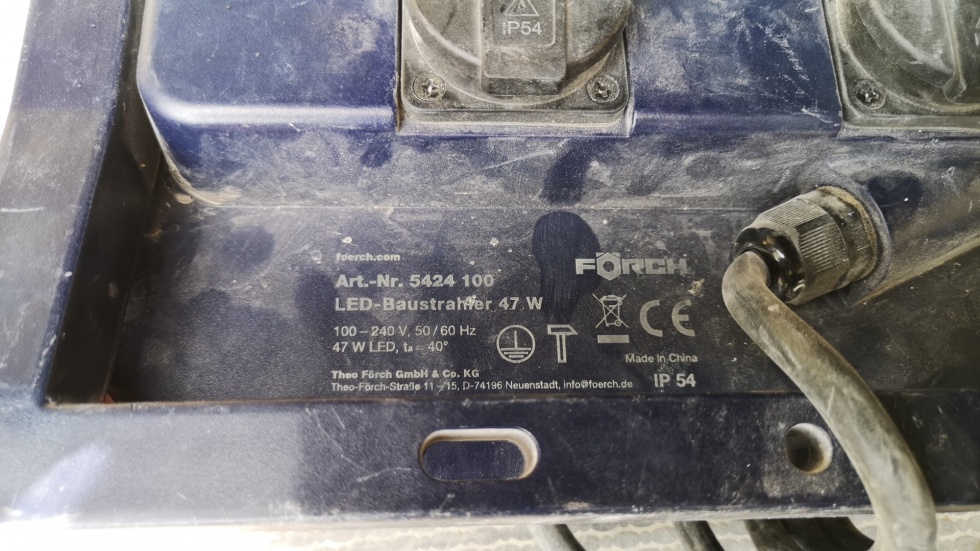 IP54
foerch.com
FÖRCH
Art.-Nr. 5424 100
LED-Baustrahler 47 W
100 – 240 V, 50 / 60 Hz
47 W LED, ta = 40°
CE
Made in China
Theo Förch GmbH & Co. KG
Theo-Förch-Straße 11 – 15, D-74196 Neuenstadt, info@foerch.de
IP 54